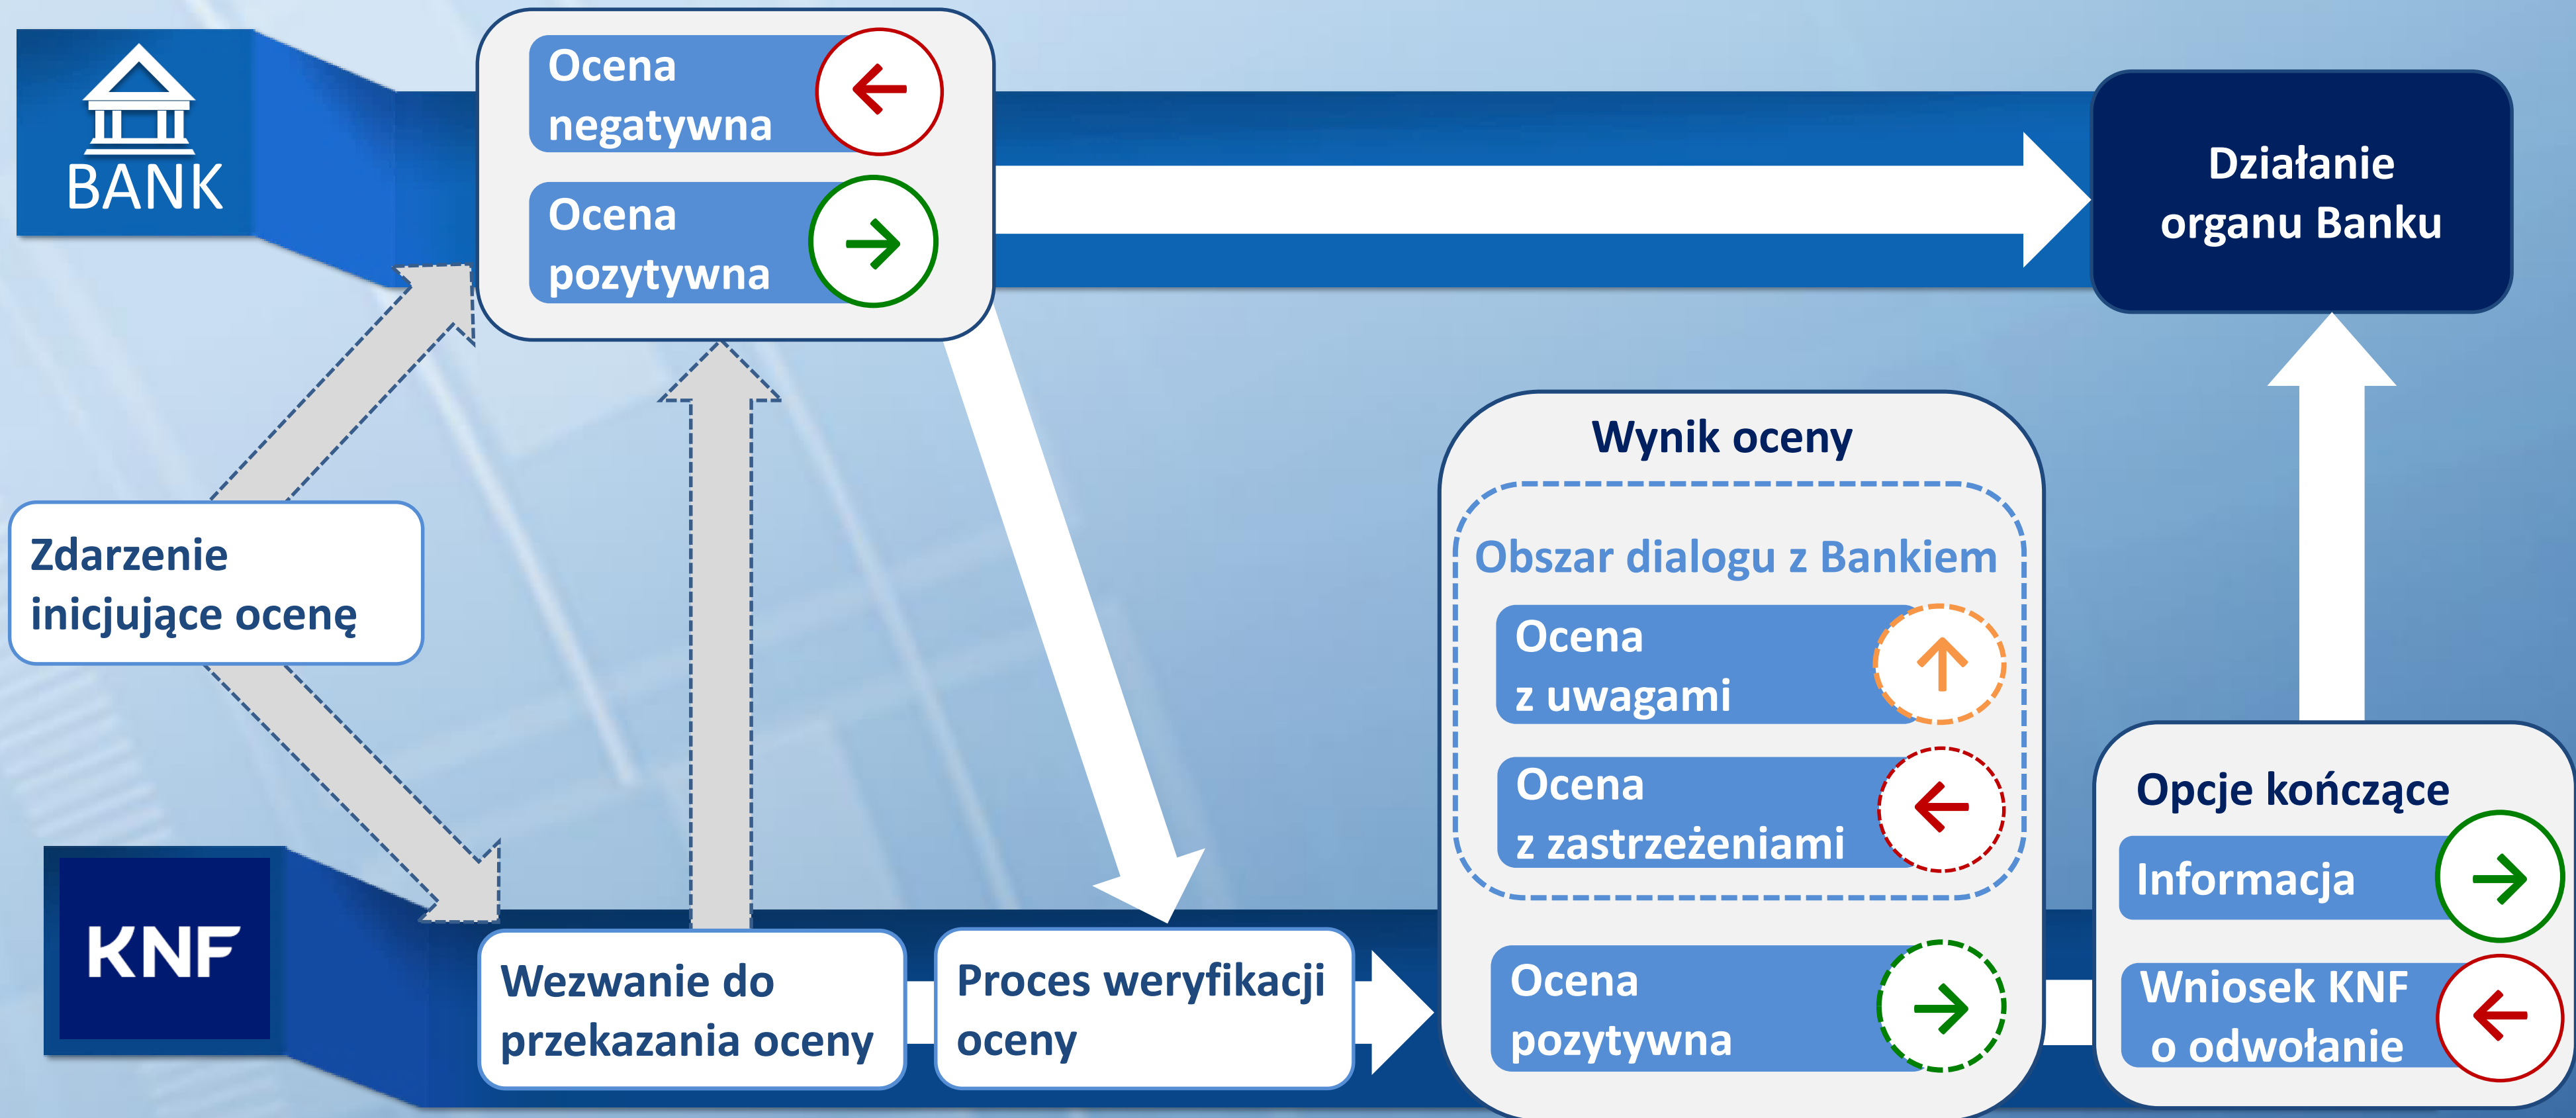 BANK
Ocena
negatywna
Ocena
pozytywna
Działanie
organu Banku
Zdarzenie
inicjujące ocenę
KNF
Wezwanie do
przekazania oceny
Proces weryfikacji
oceny
Wynik oceny
Obszar dialogu z Bankiem
Ocena
z uwagami
Ocena
z zastrzeżeniami
Ocena
pozytywna
Opcje kończące
Informacja
Wniosek KNF
o odwołanie